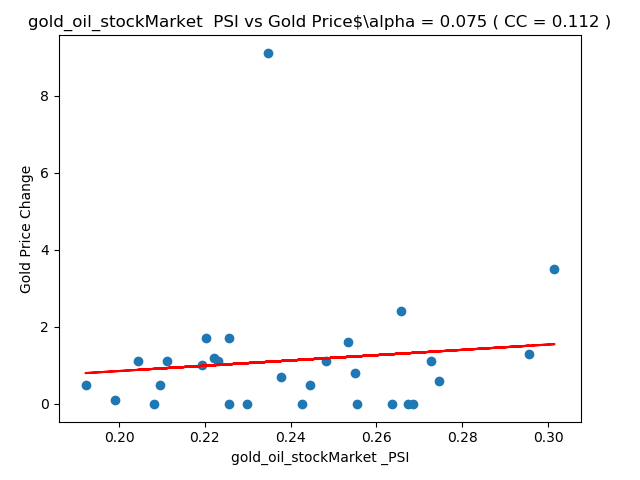 gold_oil_stockMarket  PSI vs Gold Price$\alpha = 0.075 ( CC = 0.112 )
8
6
4
2
0
Gold Price Change
0.20 0.22 0.24 0.26 0.28 0.30
gold_oil_stockMarket _PSI